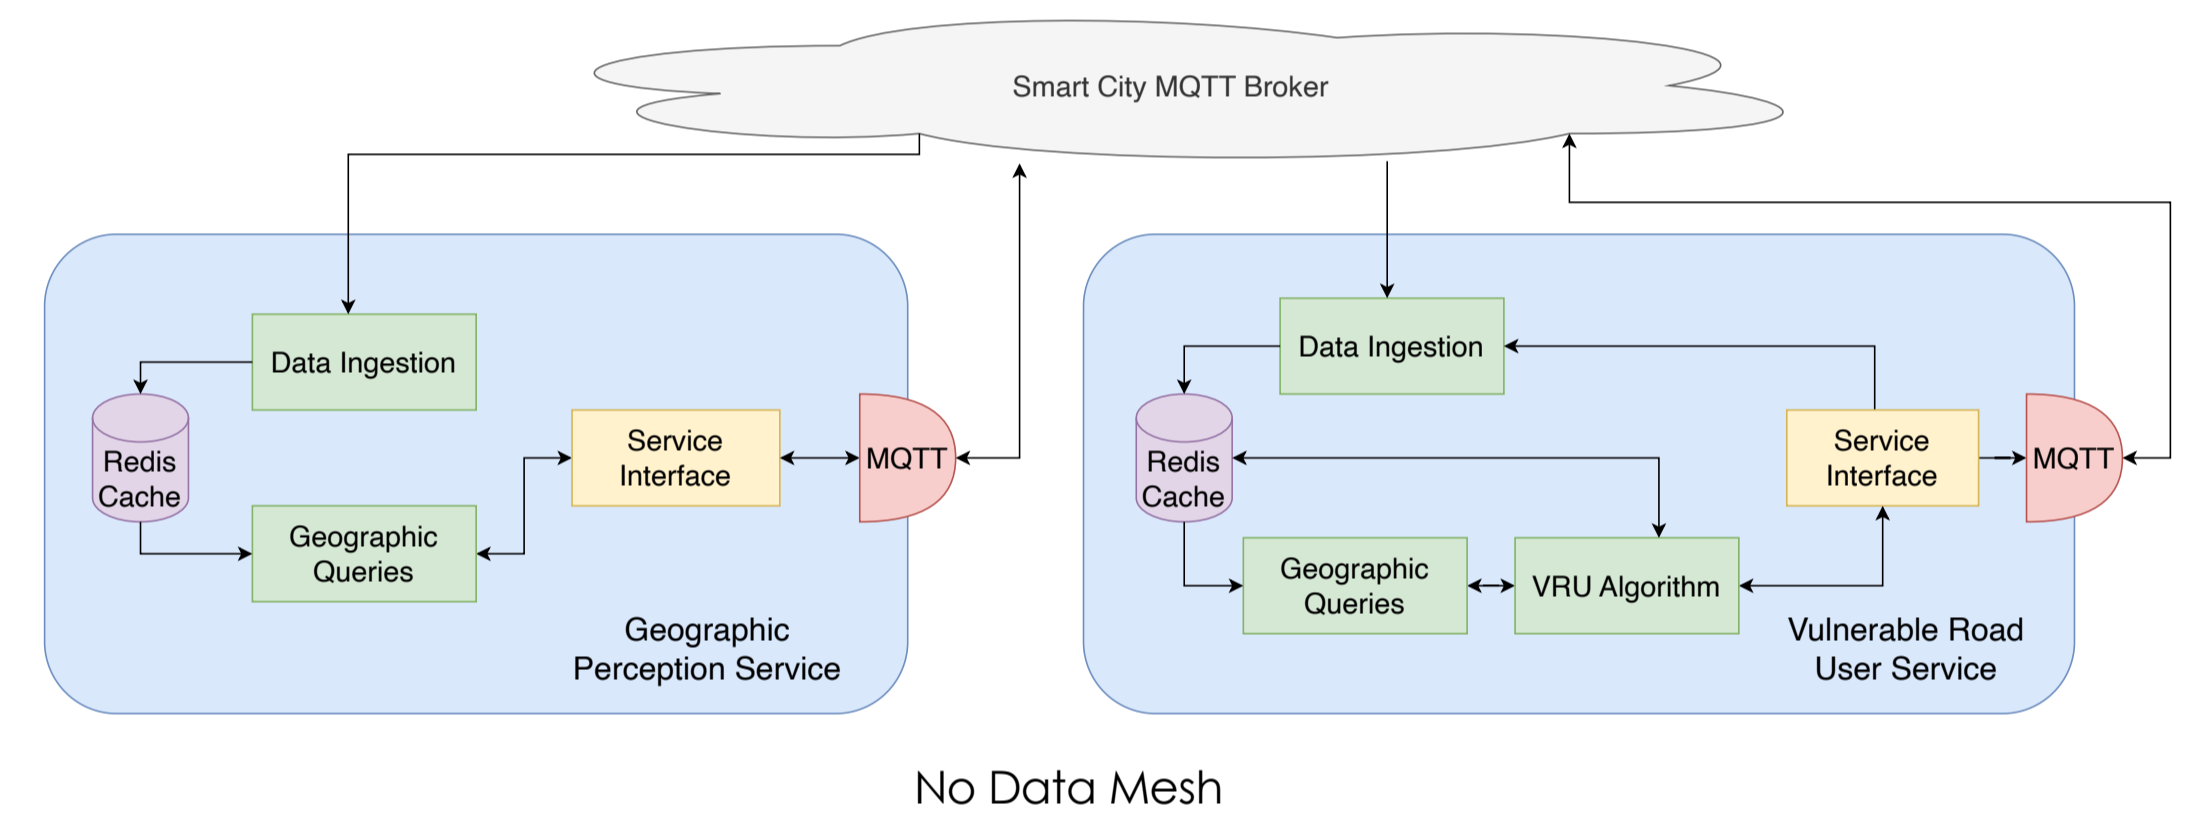 Smart City MQTT Broker
Data Ingestion
Redis
Cache
Geographic
Queries
Service
Interface
MQTT
Geographic
Perception Service
Data Ingestion
Redis
Cache
Geographic
Queries
VRU Algorithm
Service
Interface
MQTT
Vulnerable Road
User Service
No Data Mesh